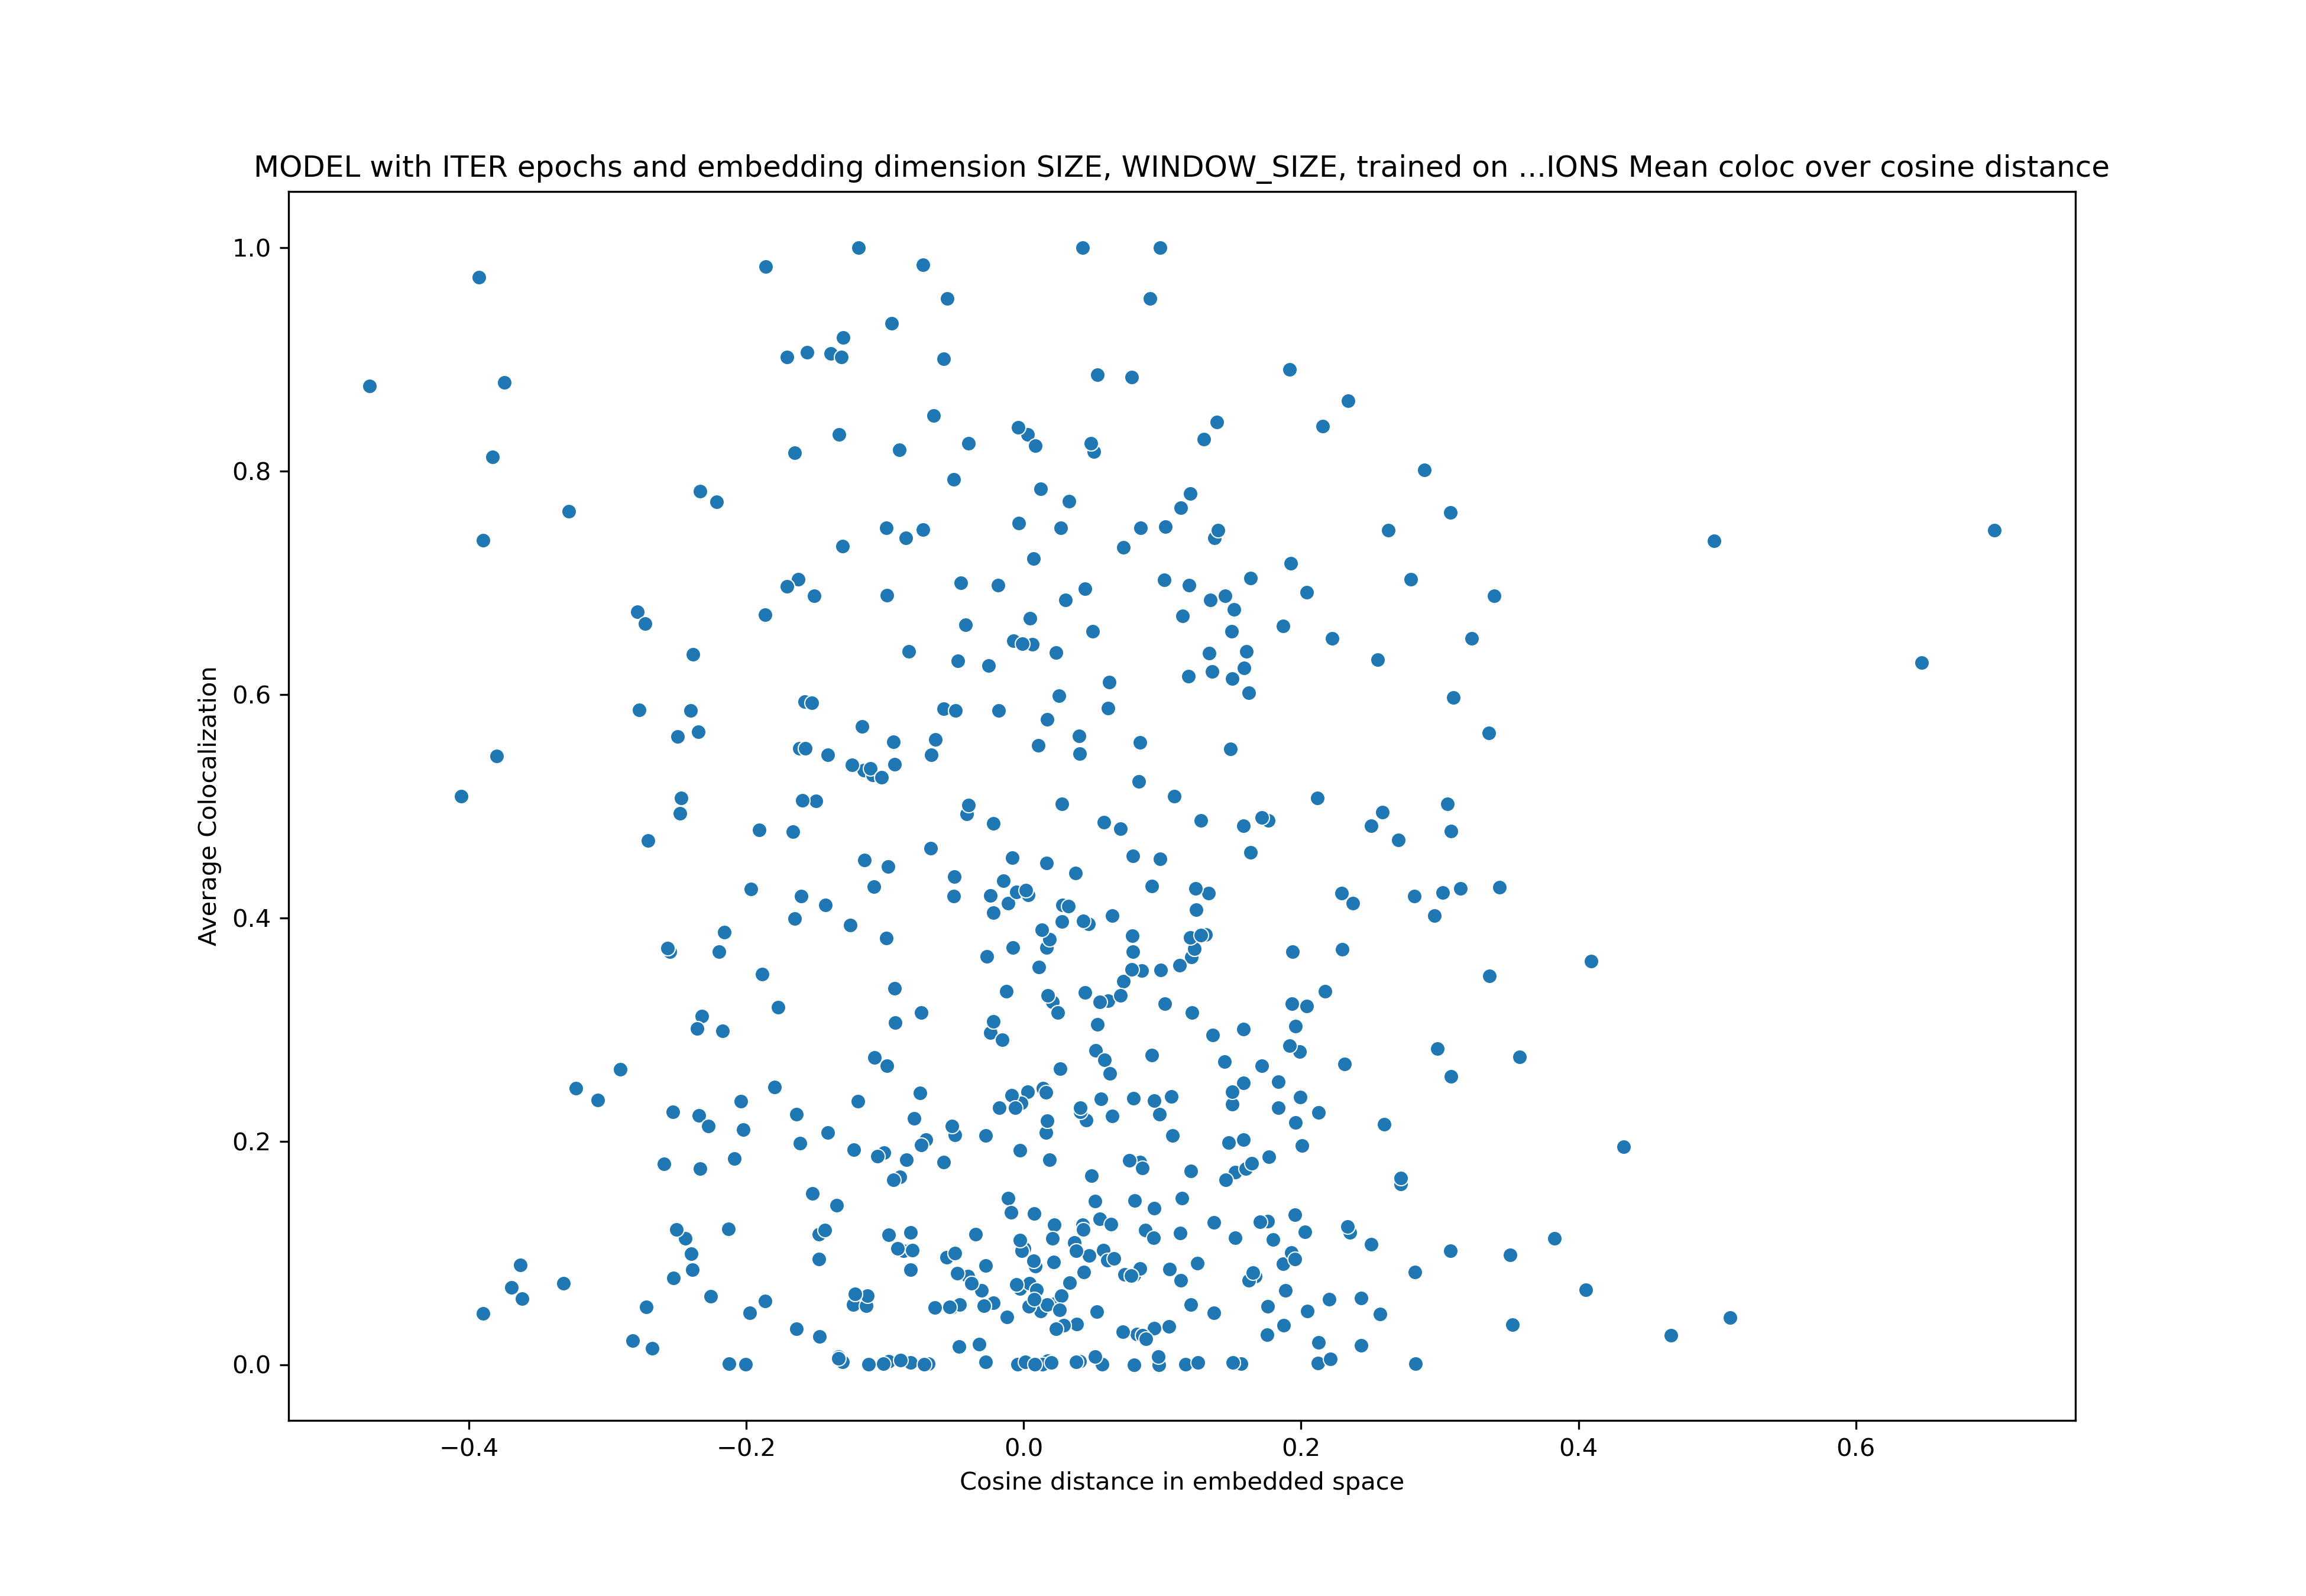 MODEL with ITER epochs and embedding dimension SIZE, WINDOW_SIZE, trained on ...IONS Mean coloc over cosine distance
1.0
0.8
0.6
0.4
0.2
0.0
Average Colocalization
−0.4 −0.2 0.0 0.2 0.4 0.6
Cosine distance in embedded space